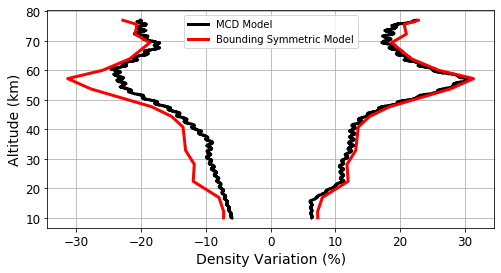 MCD Model
Bounding Symmetric Model
Altitude (km)
80
70
60
50
40
30
20
10
−30 −20 −10 0 10 20 30
Density Variation (%)